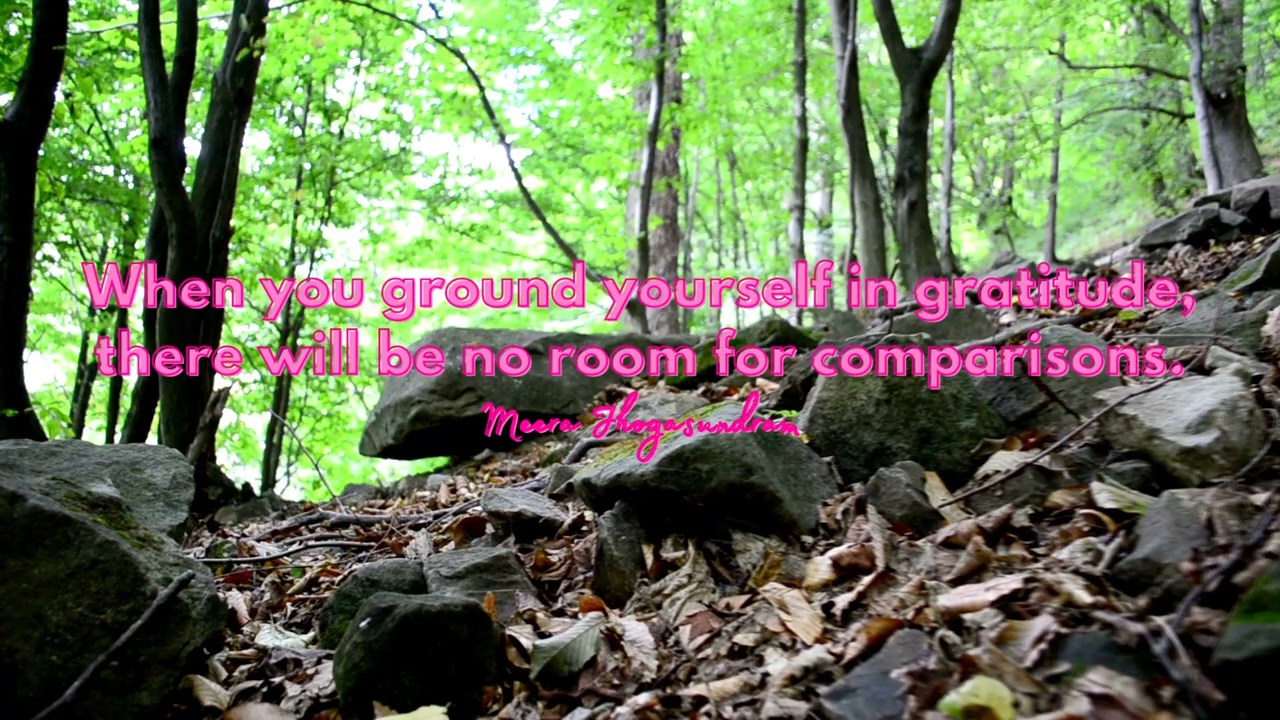 When you ground yourself in gratitude,
there will be no room for comparisons.
Meera Jhogasundram